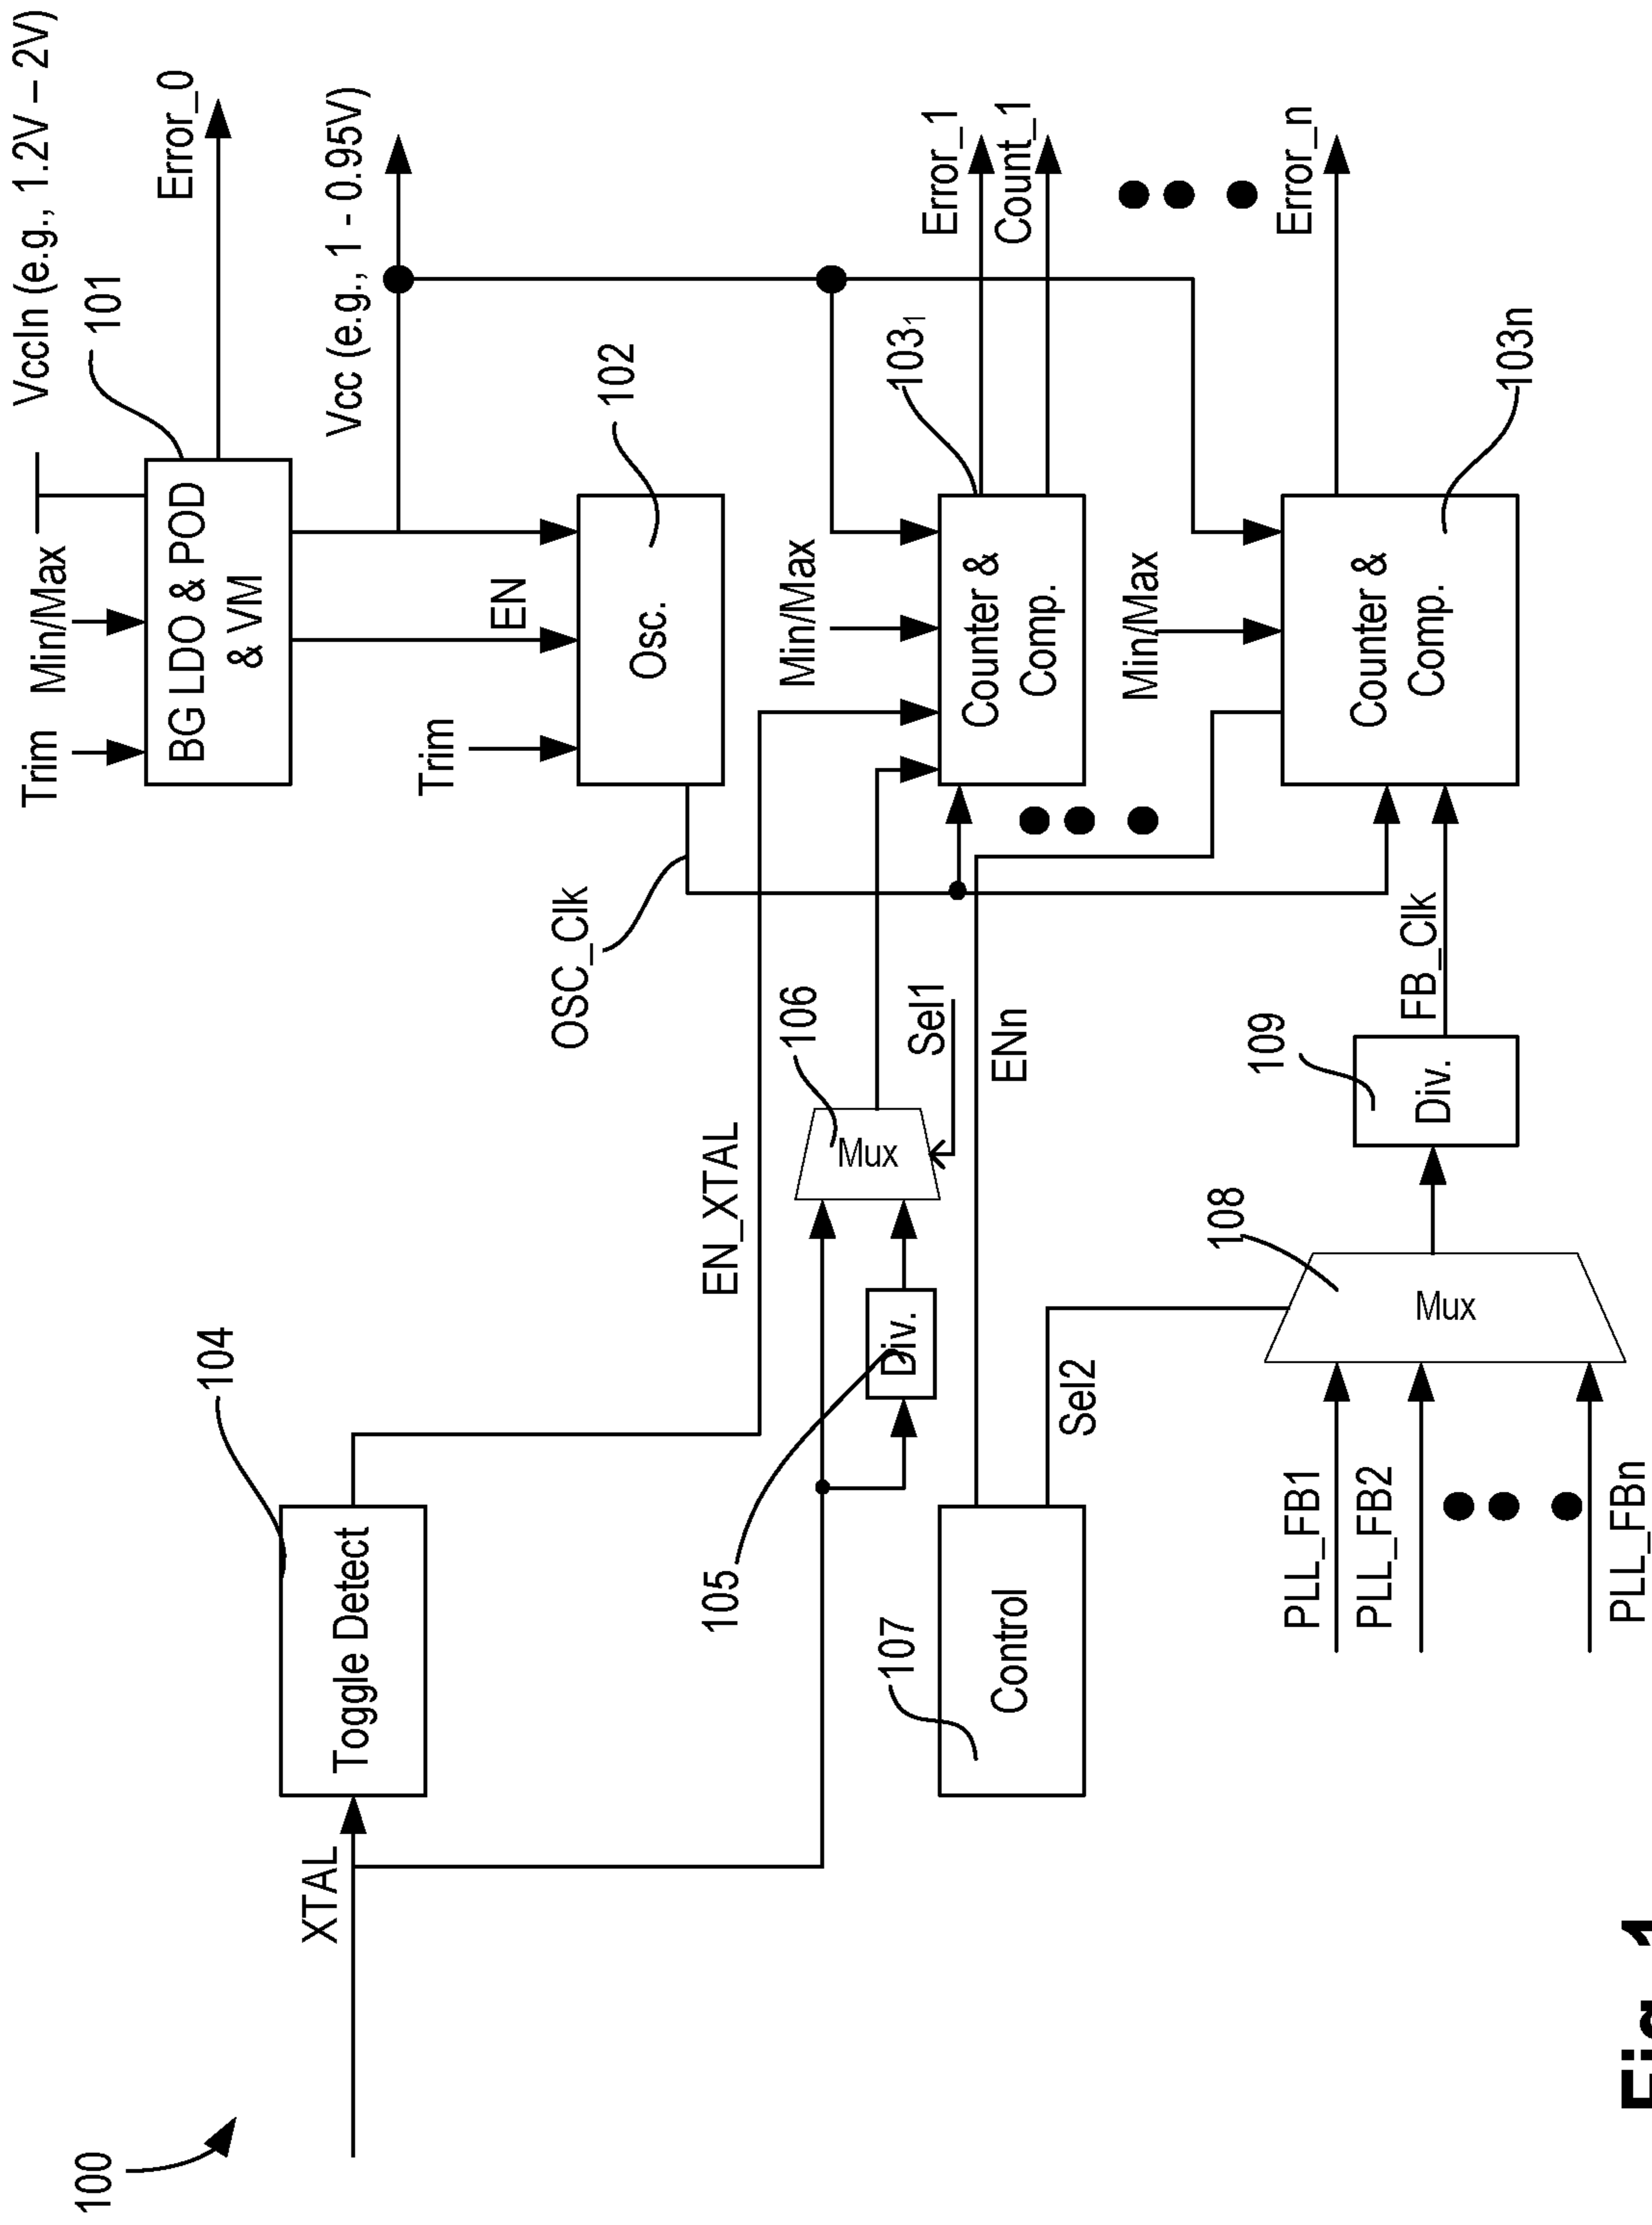 100
VccIn (e.g., 1.2V – 2V)
Trim
Min/Max
101
BG LDO & POD
& VM
Error_0
Vcc (e.g., 1 - 0.95V)
EN
Trim
102
Osc.
OSC_Clk
XTAL
104
Toggle Detect
EN_XTAL
105
Div.
106
Mux
Sel1
Min/Max
103₁
Counter &
Comp.
Error_1
Count_1
107
Control
ENn
Sel2
Min/Max
103n
Counter &
Comp.
Error_n
108
Mux
109
Div.
FB_Clk
PLL_FB1
PLL_FB2
PLL_FBn